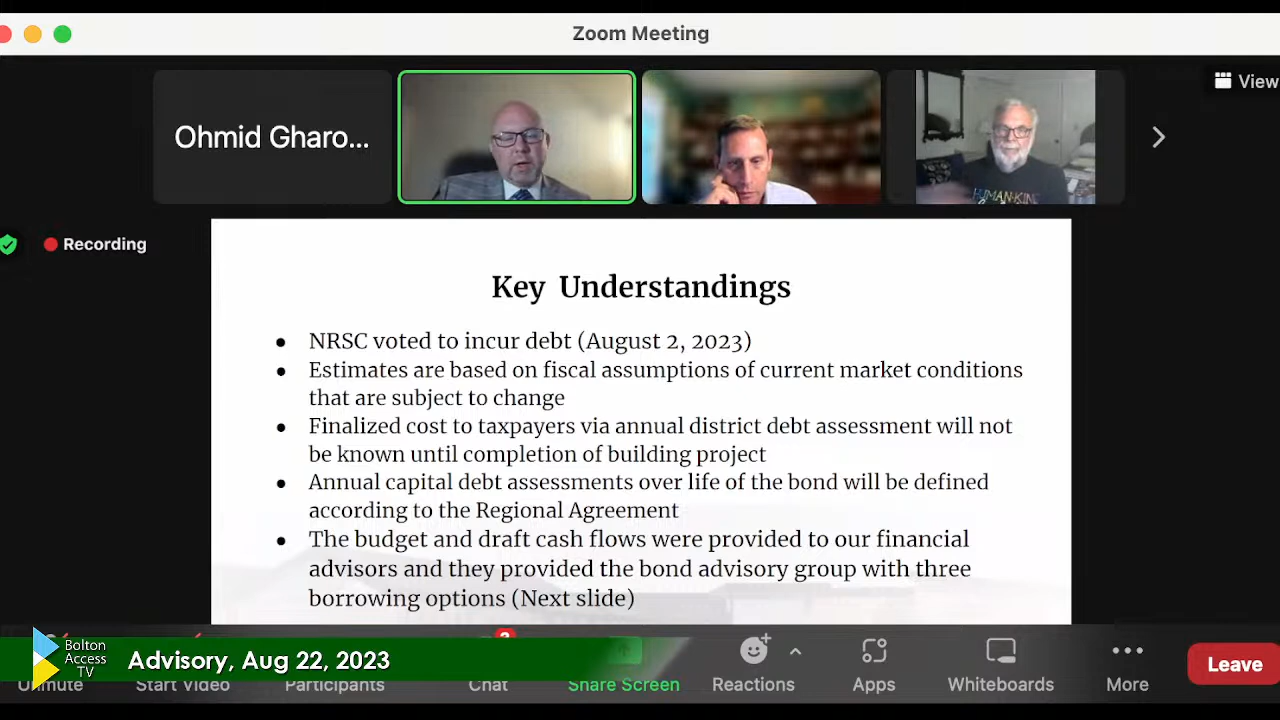 Zoom Meeting
View
Ohmid Gharo...
HUMAN-KIND
Recording
Key Understandings
● NRSC voted to incur debt (August 2, 2023)
● Estimates are based on fiscal assumptions of current market conditions
that are subject to change
● Finalized cost to taxpayers via annual district debt assessment will not
be known until completion of building project
● Annual capital debt assessments over life of the bond will be defined
according to the Regional Agreement
● The budget and draft cash flows were provided to our financial
advisors and they provided the bond advisory group with three
borrowing options (Next slide)
Bolton
Access
TV
Advisory, Aug 22, 2023
Unmute
Start Video
Participants
Chat
Share Screen
Reactions
Apps
Whiteboards
More
Leave